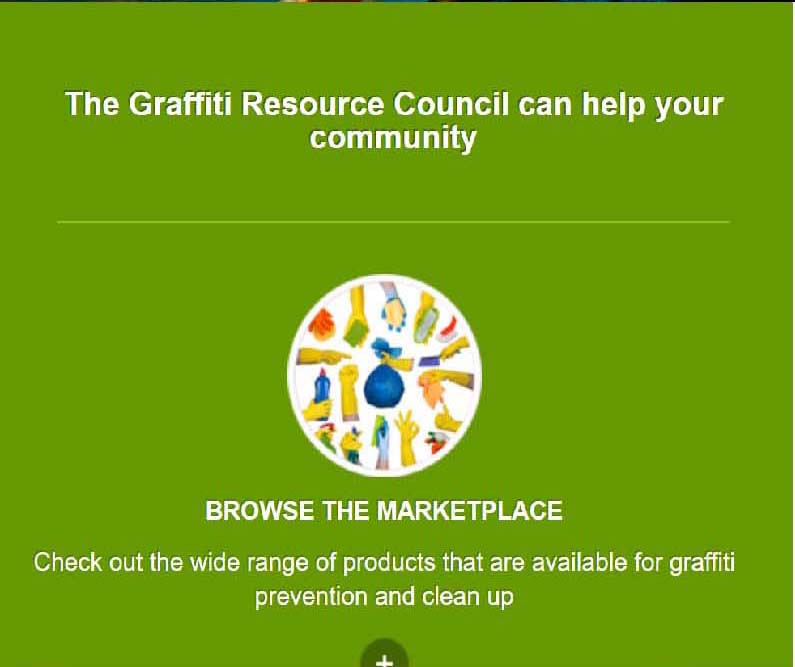 The Graffiti Resource Council can help your
community
BROWSE THE MARKETPLACE
Check out the wide range of products that are available for graffiti
prevention and clean up
+